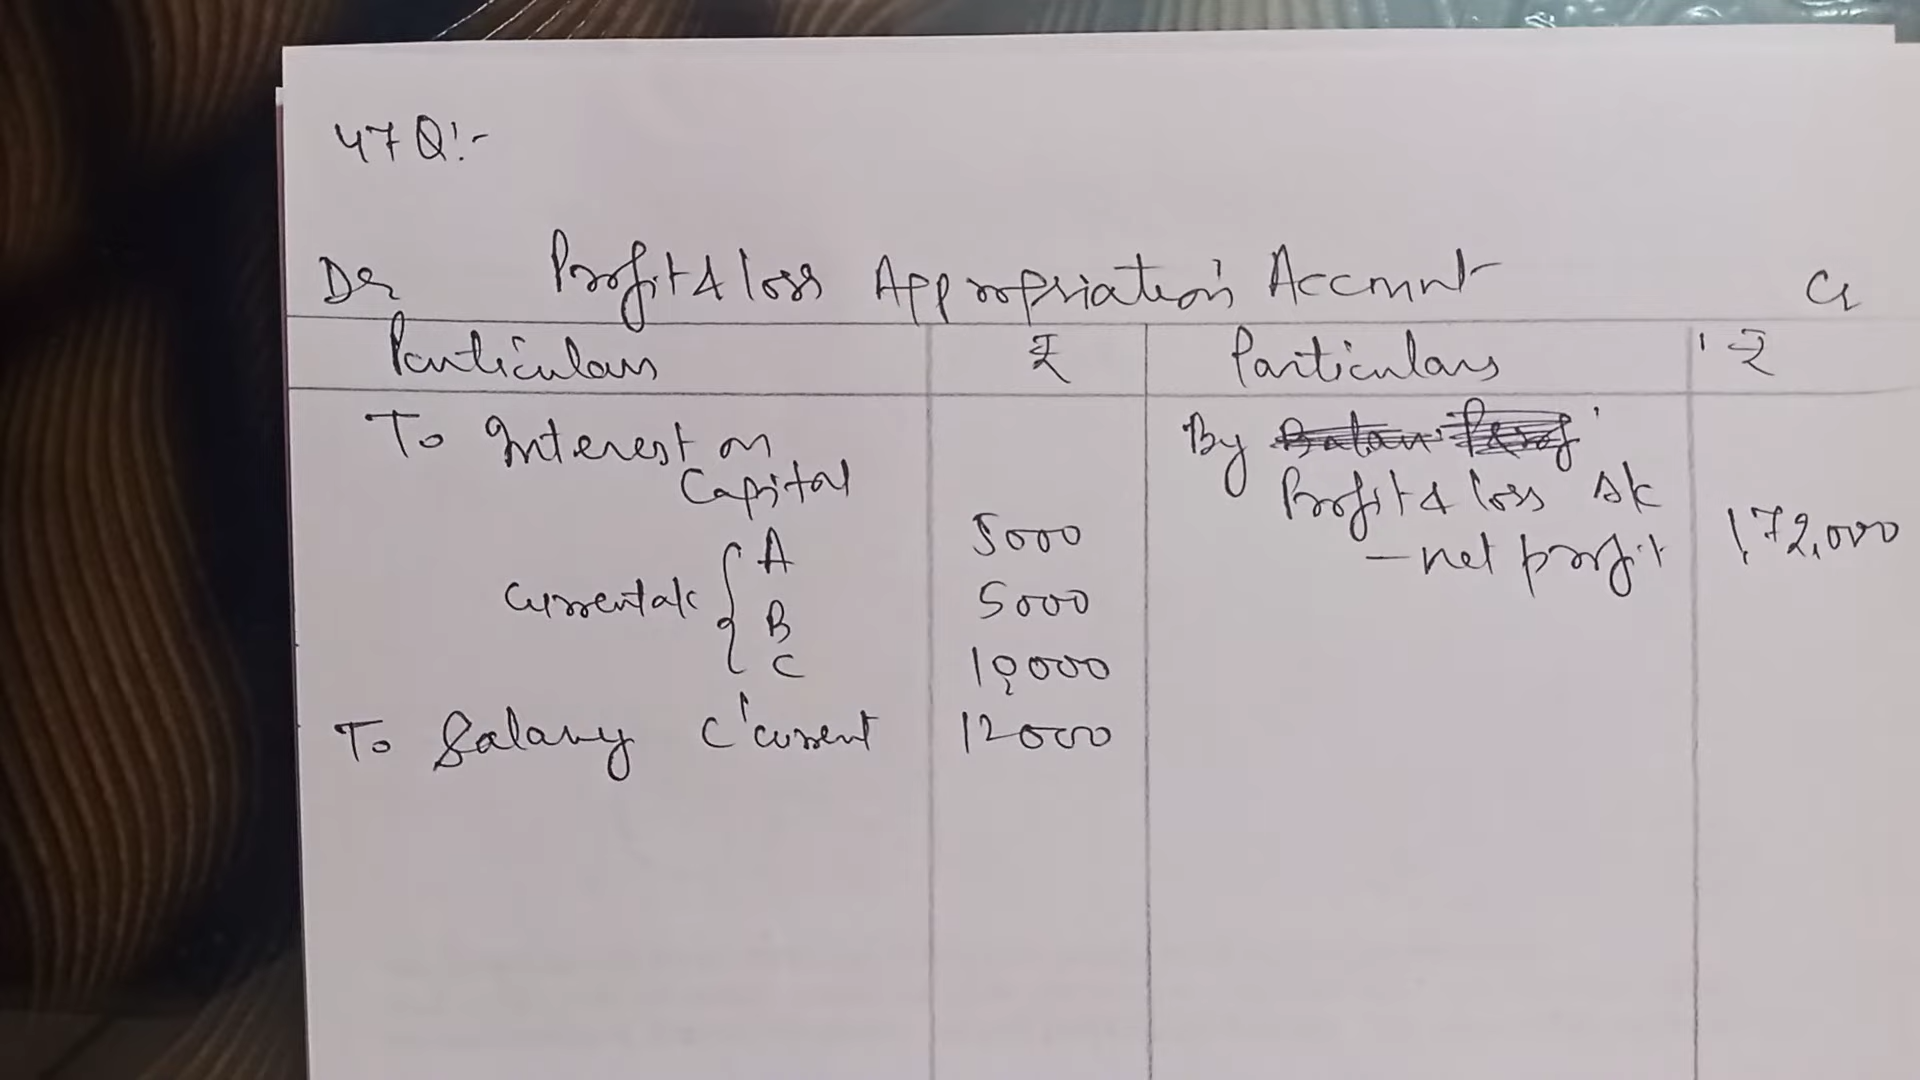 47Q:-
Dr Profit & loss Appropriation Account Cr
Particulars ₹ Particulars ₹
To Interest on
Capital
Current a/c { A 5000
B 5000
C 10,000
To Salary C's current 12000
By
Profit & loss A/c
- net profit 1,72,000